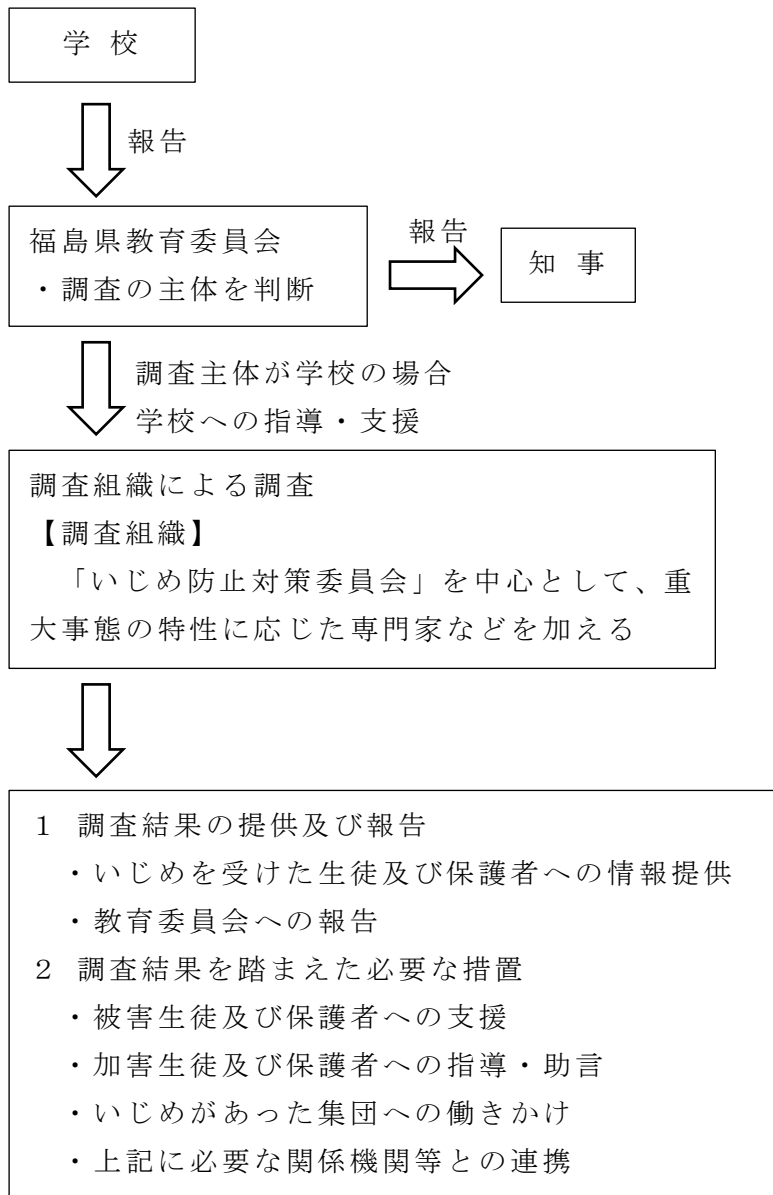 学 校
報告
福島県教育委員会
・調査の主体を判断
報告
知 事
調査主体が学校の場合
学校への指導・支援
調査組織による調査
【調査組織】
「いじめ防止対策委員会」を中心として、重
大事態の特性に応じた専門家などを加える
1 調査結果の提供及び報告
・いじめを受けた生徒及び保護者への情報提供
・教育委員会への報告
2 調査結果を踏まえた必要な措置
・被害生徒及び保護者への支援
・加害生徒及び保護者への指導・助言
・いじめがあった集団への働きかけ
・上記に必要な関係機関等との連携